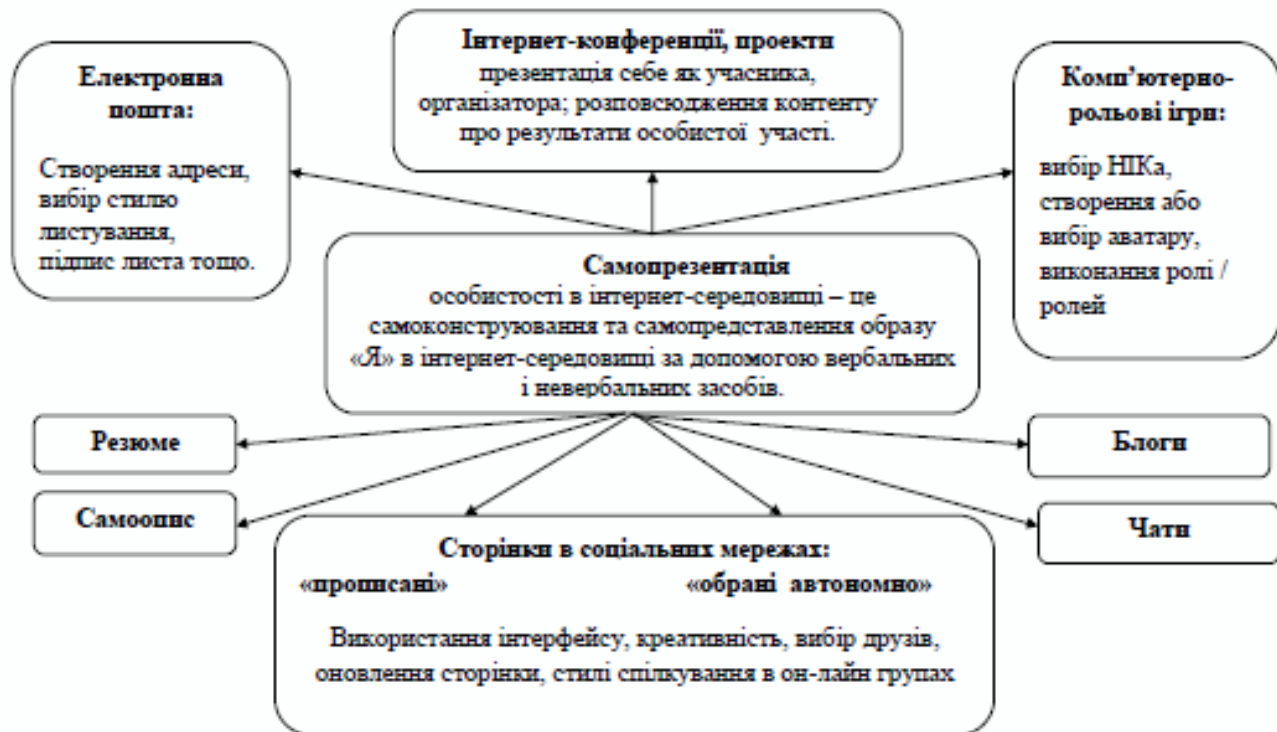 Інтернет-конференції, проекти
презентація себе як учасника,
організатора; розповсюдження контенту
про результати особистої участі.
Електронна
пошта:
Створення адреси,
вибір стилю
листування,
підпис листа тощо.
Комп’ютерно-
рольові ігри:
вибір НІКа,
створення або
вибір аватару,
виконання ролі /
ролей
Самопрезентація
особистості в інтернет-середовищі – це
самоконструювання та самопредставлення образу
«Я» в інтернет-середовищі за допомогою вербальних
і невербальних засобів.
Резюме
Блоги
Самоопис
Чати
Сторінки в соціальних мережах:
«прописані» «обрані автономно»
Використання інтерфейсу, креативність, вибір друзів,
оновлення сторінки, стилі спілкування в он-лайн групах